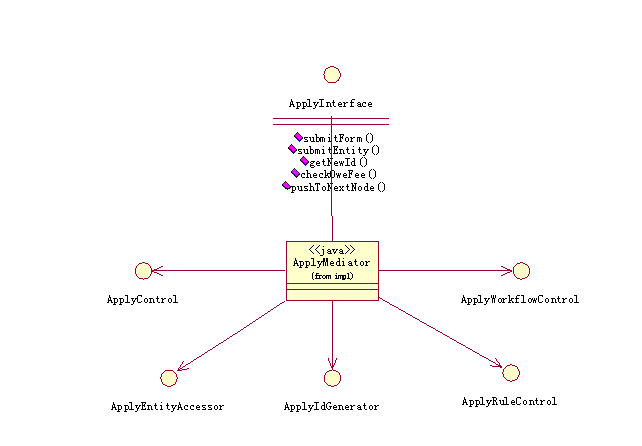 ApplyInterface
submitForm()
submitEntity()
getNewId()
checkOweFee()
pushToNextNode()
<<java>>
ApplyMediator
(from impl)
ApplyControl
ApplyWorkflowControl
ApplyEntityAccessor
ApplyIdGenerator
ApplyRuleControl